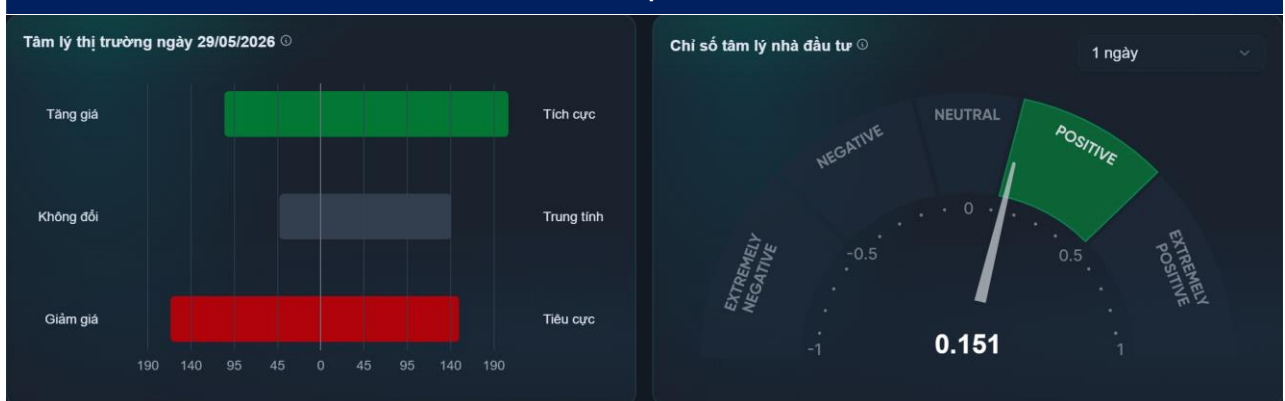 Tâm lý thị trường ngày 29/05/2026
Tăng giá
Tích cực
Không đổi
Trung tính
Giảm giá
Tiêu cực
190 140 95 45 0 45 95 140 190
Chỉ số tâm lý nhà đầu tư
1 ngày
EXTREMELY NEGATIVE
NEGATIVE
NEUTRAL
POSITIVE
EXTREMELY POSITIVE
-1
-0.5
0
0.5
1
0.151